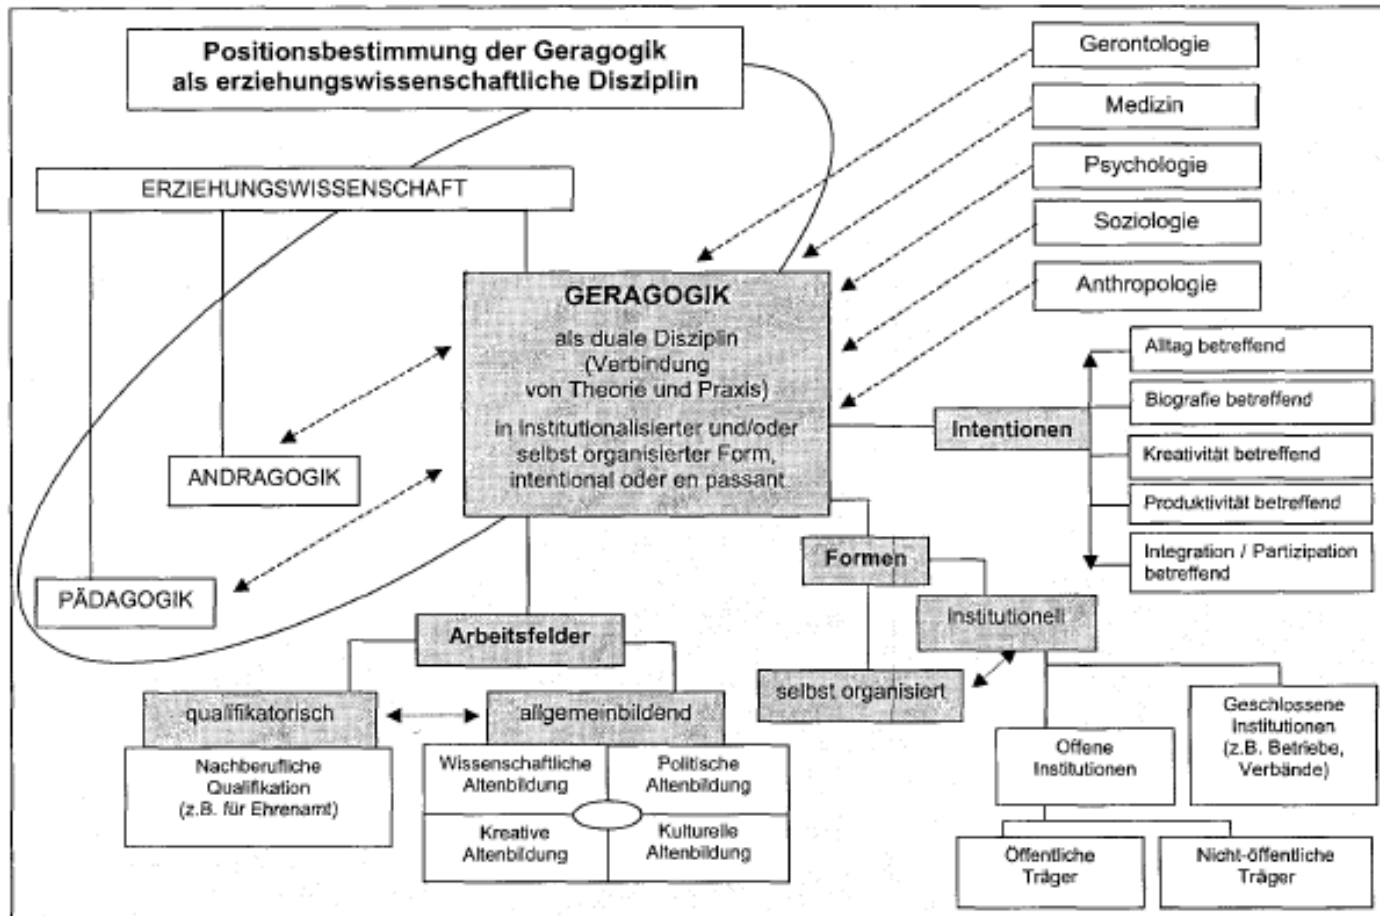 Positionsbestimmung der Geragogik
als erziehungswissenschaftliche Disziplin
Gerontologie
Medizin
Psychologie
Soziologie
Anthropologie
ERZIEHUNGSWISSENSCHAFT
GERAGOGIK
als duale Disziplin
(Verbindung
von Theorie und Praxis)
in institutionalisierter und/oder
selbst organisierter Form,
intentional oder en passant
ANDRAGOGIK
PÄDAGOGIK
Intentionen
Alltag betreffend
Biografie betreffend
Kreativität betreffend
Produktivität betreffend
Integration / Partizipation
betreffend
Formen
Institutionell
selbst organisiert
Geschlossene
Institutionen
(z.B. Betriebe,
Verbände)
Offene
Institutionen
Öffentliche
Träger
Nicht-öffentliche
Träger
Arbeitsfelder
qualifikatorisch
allgemeinbildend
Nachberufliche
Qualifikation
(z.B. für Ehrenamt)
Wissenschaftliche
Altenbildung
Politische
Altenbildung
Kreative
Altenbildung
Kulturelle
Altenbildung